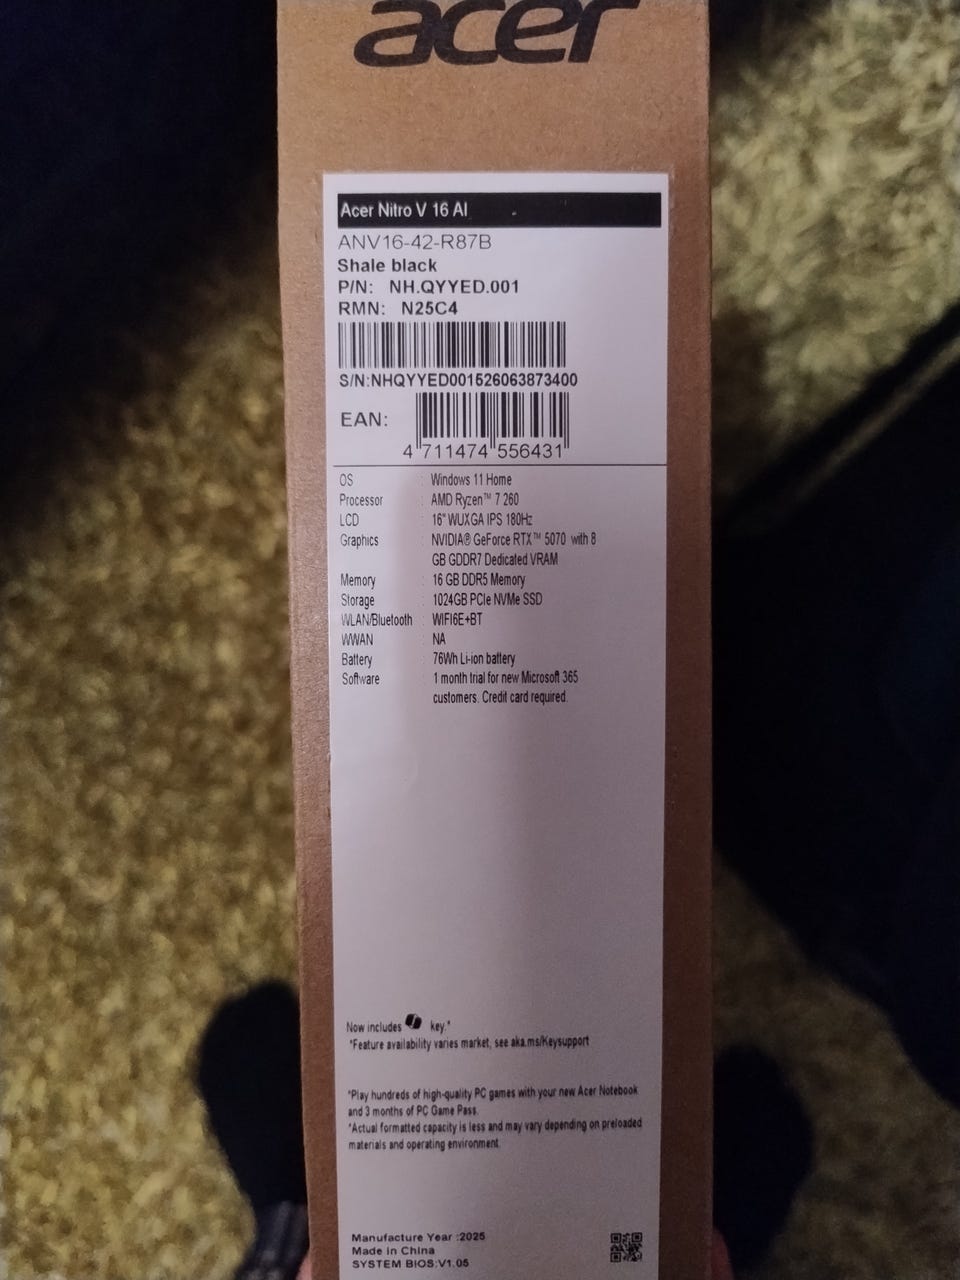 acer
Acer Nitro V 16 AI
ANV16-42-R87B
Shale black
P/N: NH.QYYED.001
RMN: N25C4
S/N:NHQYYED001526063873400
EAN:
4 711474 556431
OS : Windows 11 Home
Processor : AMD Ryzen™ 7 260
LCD : 16" WUXGA IPS 180Hz
Graphics : NVIDIA® GeForce RTX™ 5070 with 8
GB GDDR7 Dedicated VRAM
Memory : 16 GB DDR5 Memory
Storage : 1024GB PCIe NVMe SSD
WLAN/Bluetooth : WIFI6E+BT
WWAN : NA
Battery : 76Wh Li-ion battery
Software : 1 month trial for new Microsoft 365
customers. Credit card required.
Now includes key.*
*Feature availability varies market, see aka.ms/Keysupport
*Play hundreds of high-quality PC games with your new Acer Notebook
and 3 months of PC Game Pass.
*Actual formatted capacity is less and may vary depending on preloaded
materials and operating environment.
Manufacture Year :2025
Made in China
SYSTEM BIOS:V1.05